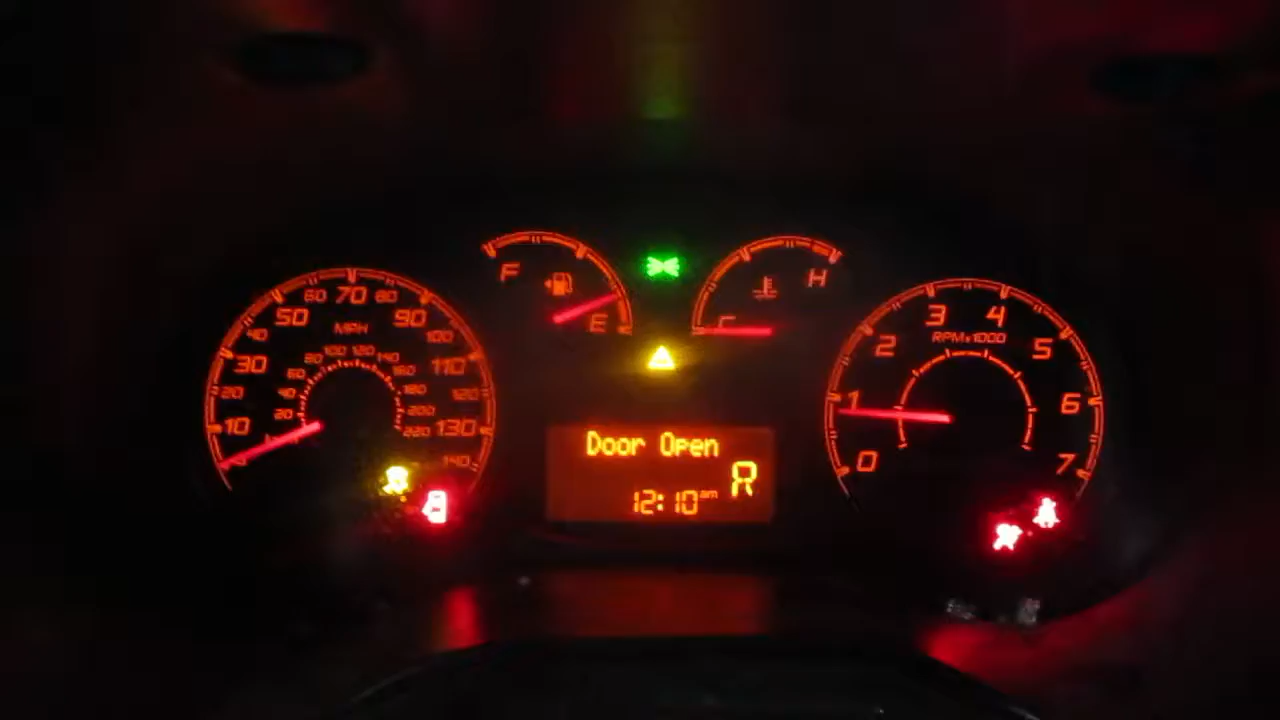 60 70 80
50 90
40 MPH 100
30 110
20 120
10 130
140
80 100 120 140
60 160
40 180
20 200
220
F
E
H
C
3 4
RPMx1000
2 5
1 6
0 7
Door Open
R
12:10 am